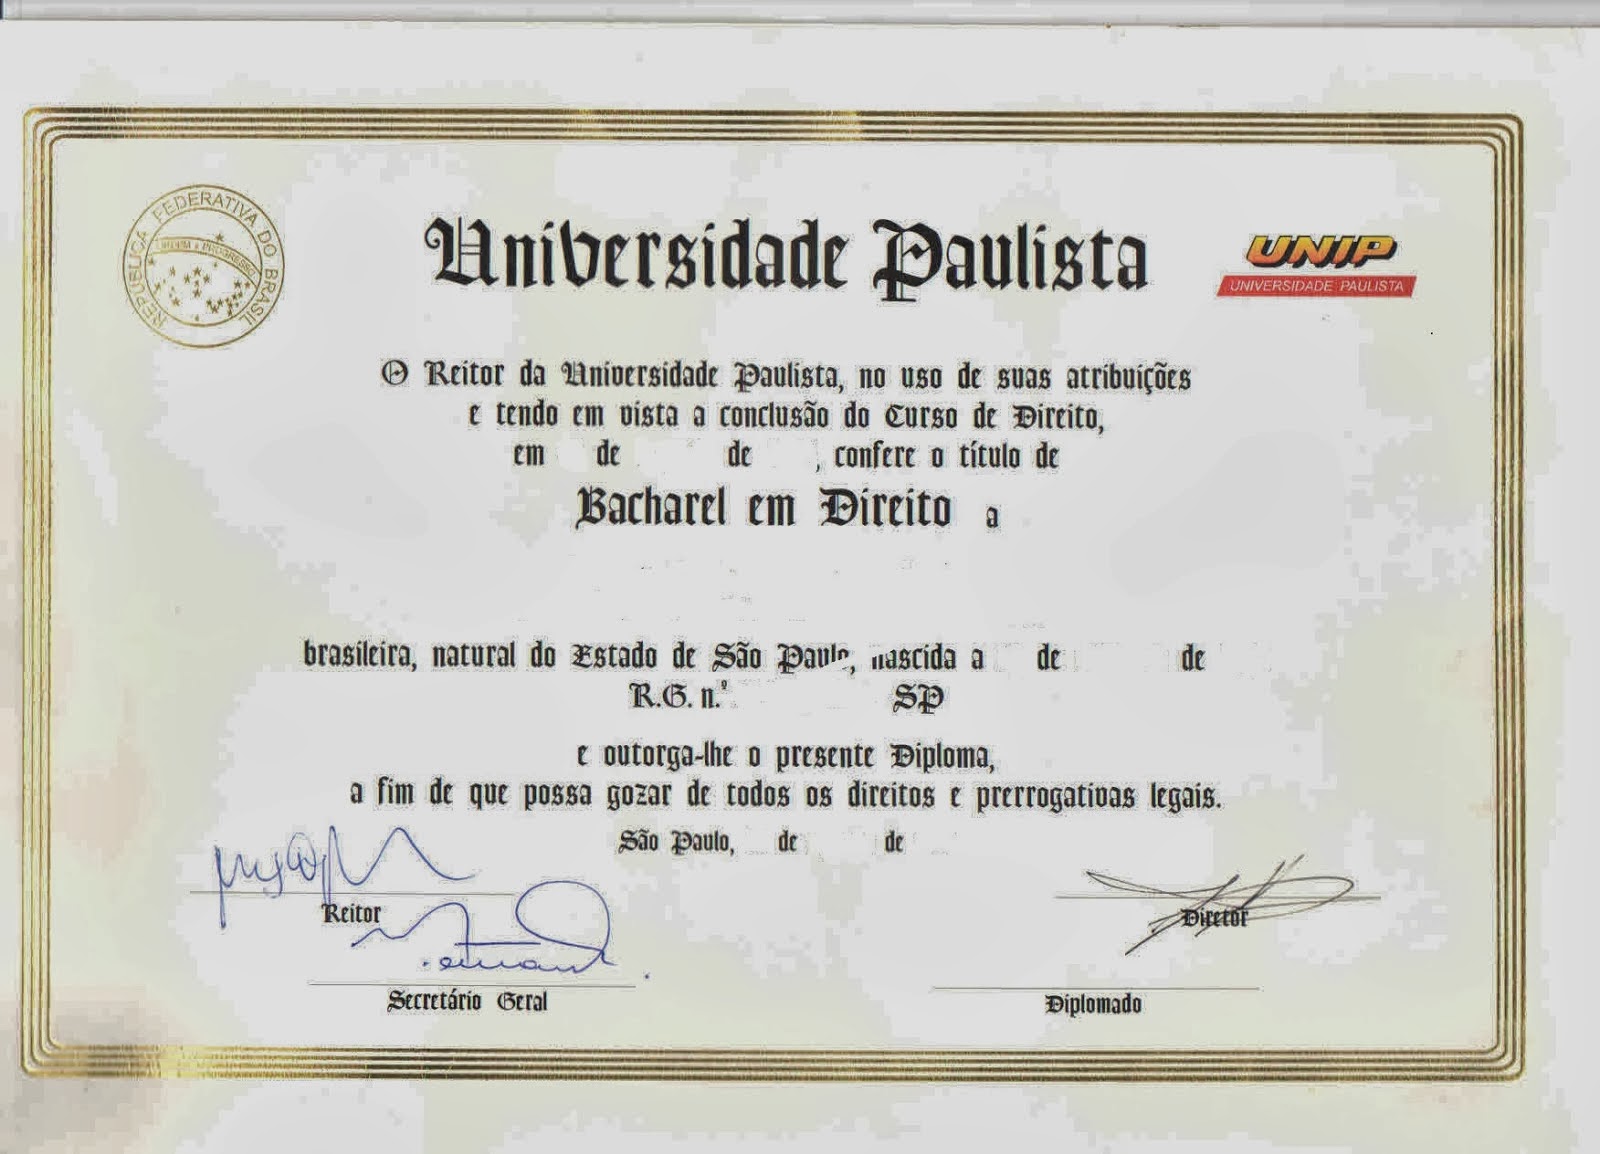 REPÚBLICA FEDERATIVA DO BRASIL
ORDEM E PROGRESSO
Universidade Paulista
UNIP
UNIVERSIDADE PAULISTA
O Reitor da Universidade Paulista, no uso de suas atribuições
e tendo em vista a conclusão do Curso de Direito,
em de de , confere o título de
Bacharel em Direito a
brasileira, natural do Estado de São Paulo, nascida a de de
R.G. n.º SP
e outorga-lhe o presente Diploma,
a fim de que possa gozar de todos os direitos e prerrogativas legais.
São Paulo, de de
Reitor
Diretor
Secretário Geral
Diplomado